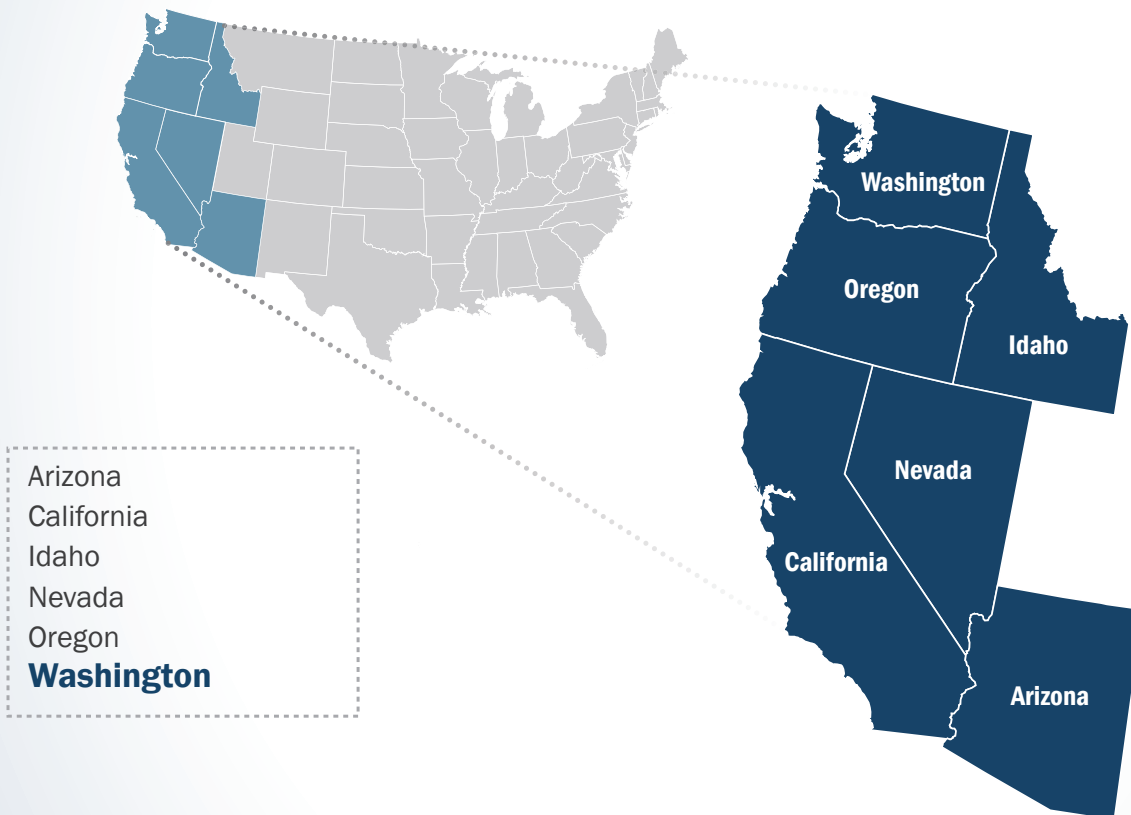 Washington
Oregon
Idaho
Nevada
California
Arizona
Arizona
California
Idaho
Nevada
Oregon
Washington